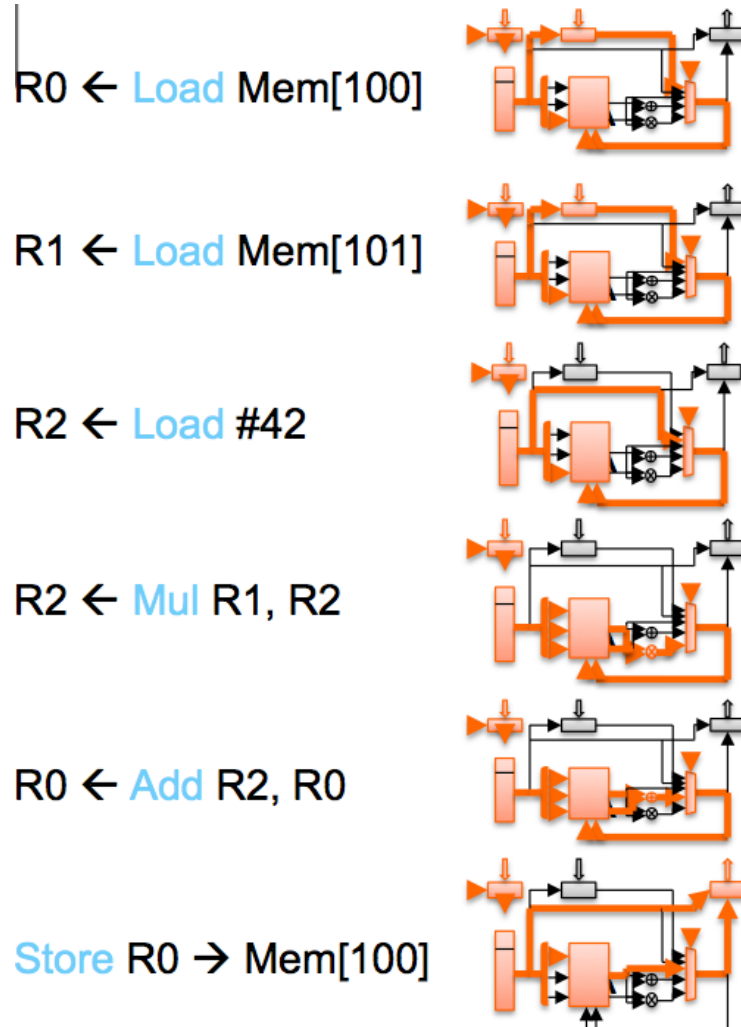 R0 ← Load Mem[100]
R1 ← Load Mem[101]
R2 ← Load #42
R2 ← Mul R1, R2
R0 ← Add R2, R0
Store R0 → Mem[100]